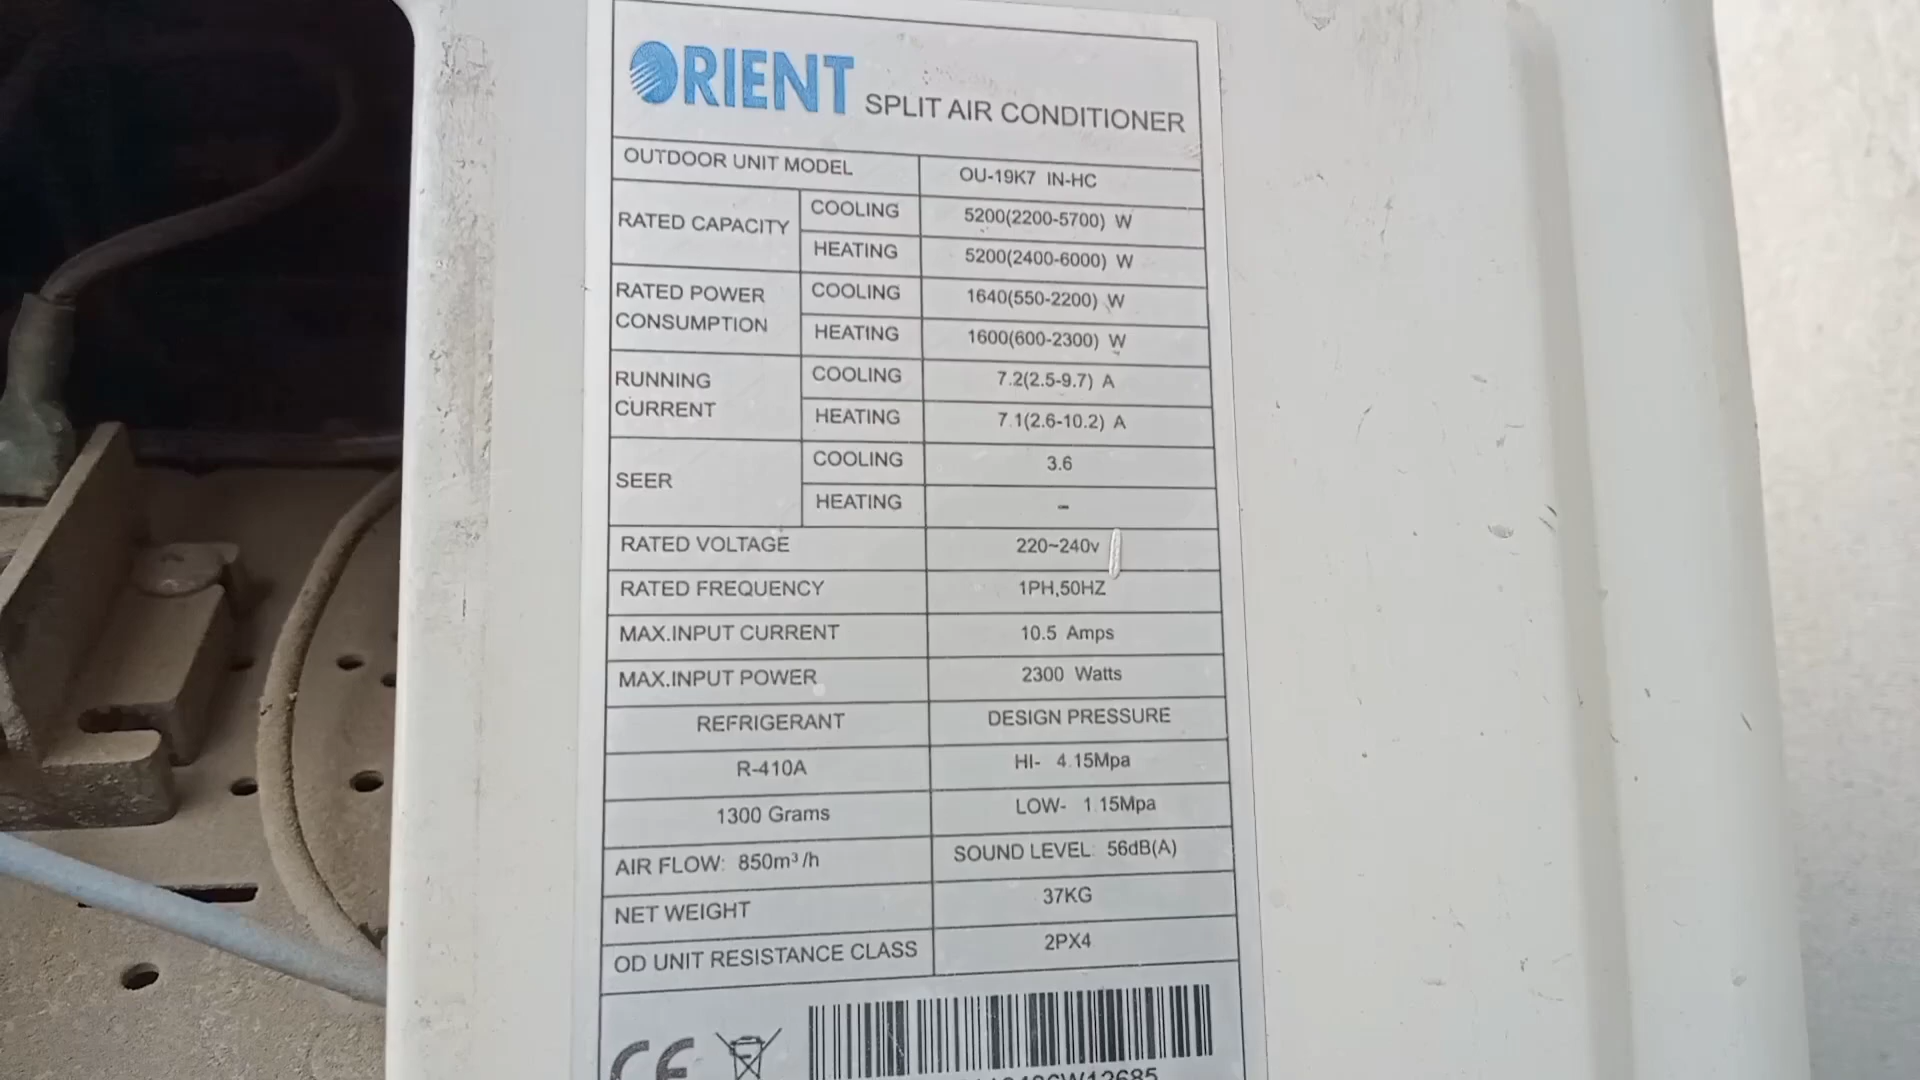 ORIENT SPLIT AIR CONDITIONER
OUTDOOR UNIT MODEL OU-19K7 IN-HC
RATED CAPACITY COOLING 5200(2200-5700) W
HEATING 5200(2400-6000) W
RATED POWER CONSUMPTION COOLING 1640(550-2200) W
HEATING 1600(600-2300) W
RUNNING CURRENT COOLING 7.2(2.5-9.7) A
HEATING 7.1(2.6-10.2) A
SEER COOLING 3.6
HEATING -
RATED VOLTAGE 220~240v
RATED FREQUENCY 1PH,50HZ
MAX.INPUT CURRENT 10.5 Amps
MAX.INPUT POWER 2300 Watts
REFRIGERANT DESIGN PRESSURE
R-410A HI- 4.15Mpa
1300 Grams LOW- 1.15Mpa
AIR FLOW: 850m³/h SOUND LEVEL: 56dB(A)
NET WEIGHT 37KG
OD UNIT RESISTANCE CLASS 2PX4
CE